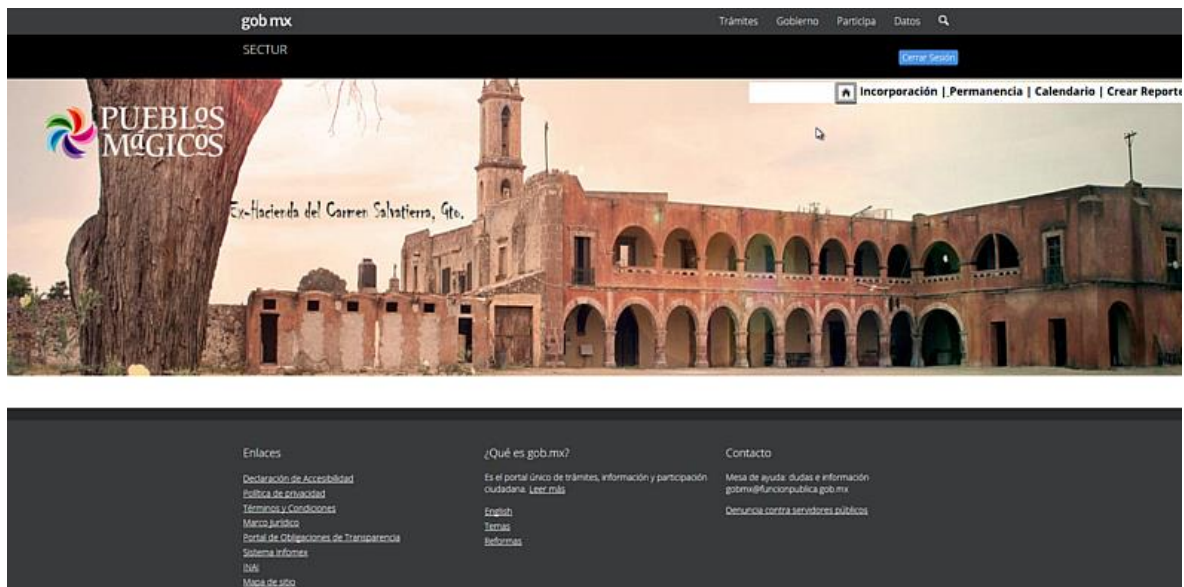 gob mx
Trámites Gobierno Participa Datos
SECTUR
Cerrar Sesión
PUEBLOS
MÁGICOS
Incorporación | Permanencia | Calendario | Crear Reporte
Ex-Hacienda del Carmen Salvatierra, Gto.
Enlaces
Declaración de Accesibilidad
Política de privacidad
Términos y Condiciones
Marco Jurídico
Portal de Obligaciones de Transparencia
Sistema Infomex
INAI
Mapa de sitio
¿Qué es gob.mx?
Es el portal único de trámites, información y participación
ciudadana. Leer más
English
Temas
Reformas
Contacto
Mesa de ayuda: dudas e información
gobmx@funcionpublica.gob.mx
Denuncia contra servidores públicos